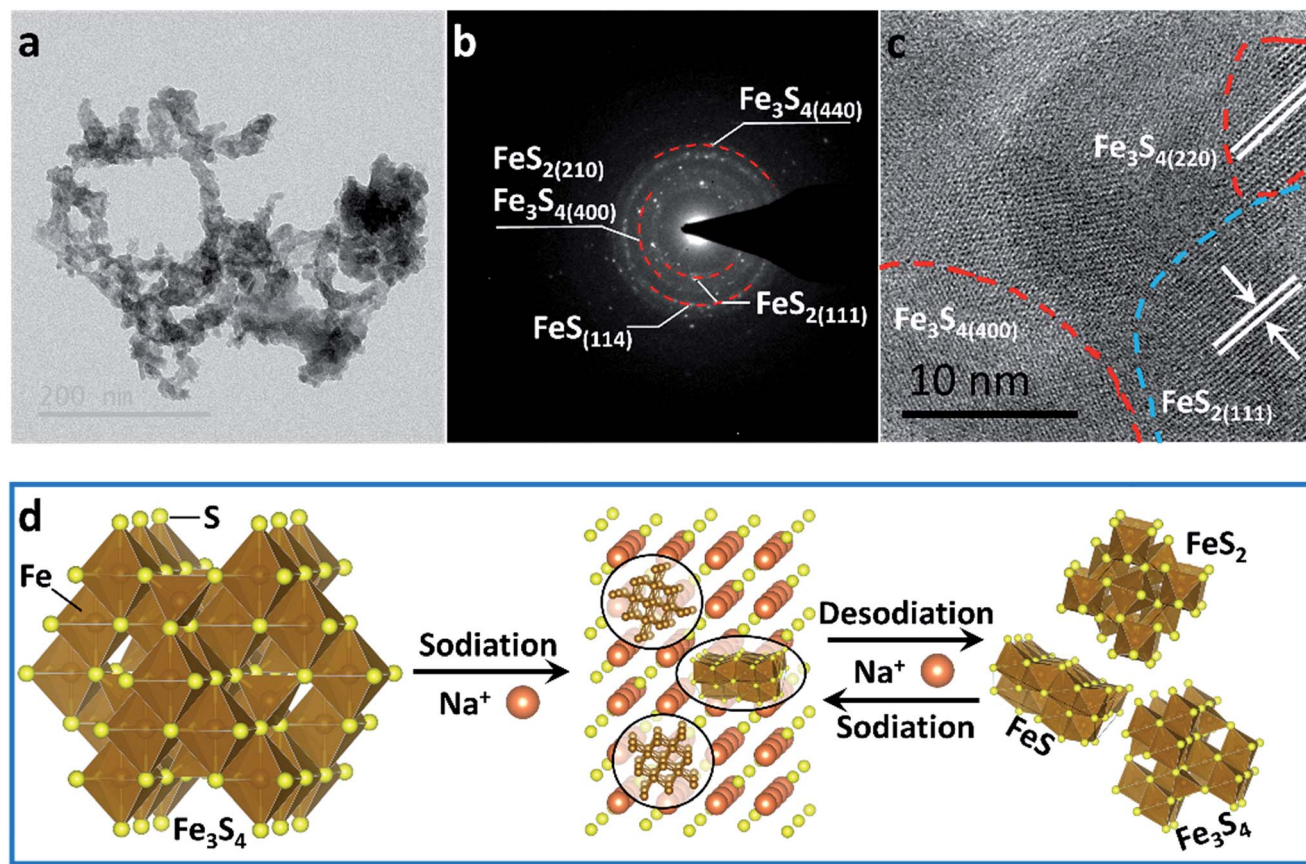 a
200 nm
b
Fe3S4(440)
FeS2(210)
Fe3S4(400)
FeS2(111)
FeS(114)
c
Fe3S4(220)
Fe3S4(400)
10 nm
FeS2(111)
d
S
Fe
Fe3S4
Sodiation
Na+
Desodiation
Na+
Sodiation
FeS2
FeS
Fe3S4